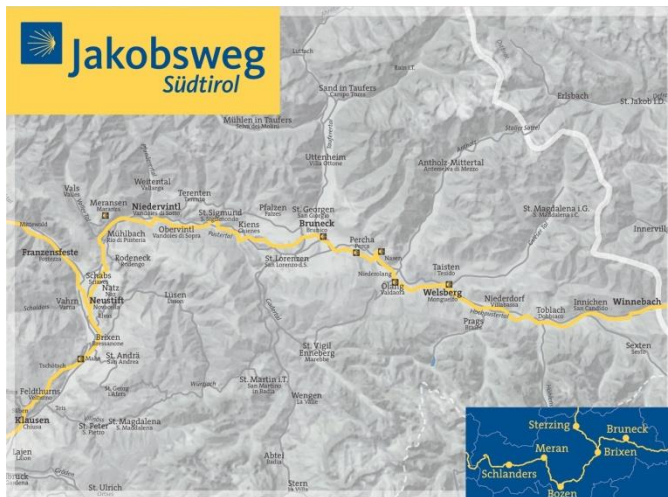 Jakobsweg
Südtirol
Sand in Taufers
Campo Tures
Mühlen in Taufers
Erlsbach
St. Jakob i.D.
Staller Sattel
Uttenheim
Villa Ottone
Antholz-Mittertal
Anterselva di Mezzo
Vals
Valles
Weitental
Vallarga
Meransen
Maranza
Terenten
Terento
Niedervintl
Vandoies di sotto
Pfalzen
Falzes
St. Georgen
San Giorgio
St. Magdalena i.G.
S. Maddalena i.C.
Innervill
St. Sigmund
S. Sigismondo
Bruneck
Brunico
Kiens
Chienes
Mühlbach
Rio di Pusteria
Obervintl
Vandoies di Sopra
Pustertal
Percha
Perca
Nasen
Franzensfeste
Fortezza
Rodeneck
Rodengo
St. Lorenzen
San Lorenzo d.S.
Niederolang
Taisten
Tesido
Schabs
Natz
Olang
Valdaora
Welsberg
Monguelfo
Niederdorf
Villabassa
Innichen
San Candido
Winnebach
Vahrn
Varna
Neustift
Novacella
Lüsen
Luson
Hochpustertal
Toblach
Dobbiaco
Schalders
Gadertal
Prags
Braies
Brixen
Bressanone
Sexten
Sesto
Tschötsch
St. Andrä
San Andrea
St. Vigil
Enneberg
Marebbe
Feldthurns
Velturno
St. Martin i.T.
San Martino
in Badia
Wengen
La Valle
Klausen
Chiusa
St. Peter
S. Pietro
St. Magdalena
S. Maddalena
Lajen
Laion
Abtei
Badia
Stern
La Villa
St. Ulrich
Ortisei
Sterzing
Bruneck
Meran
Brixen
Schlanders
Bozen